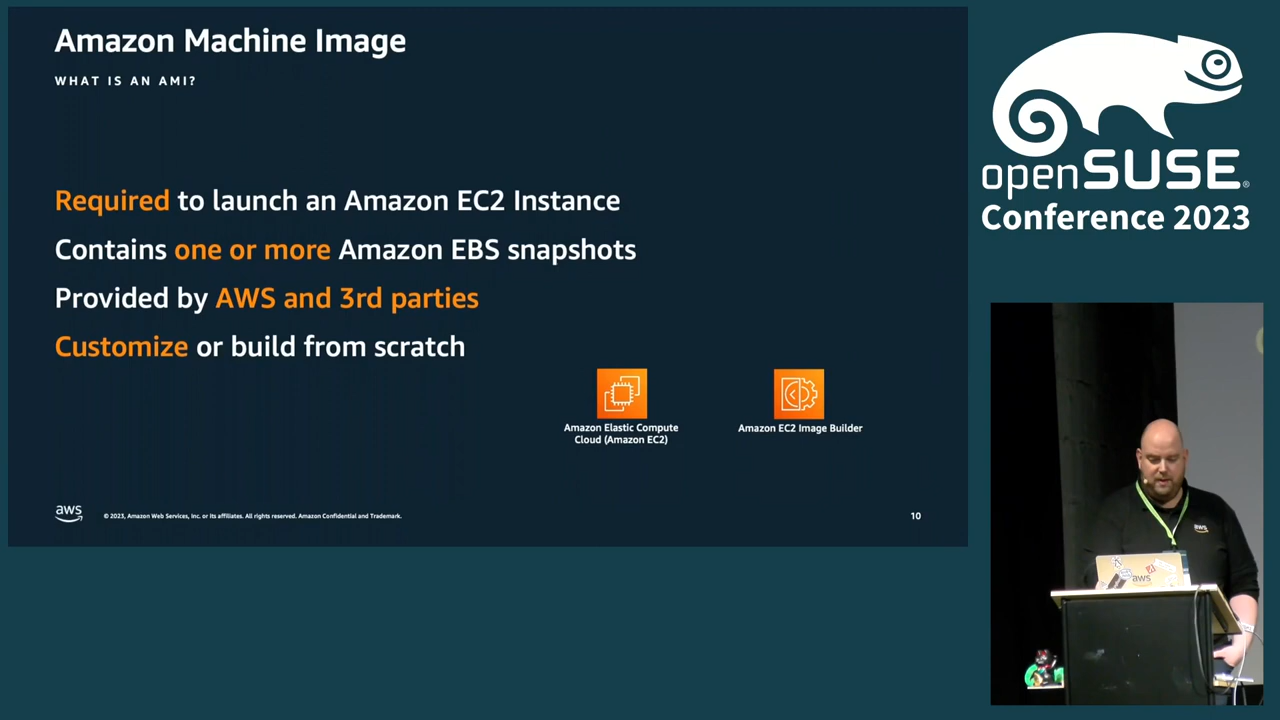 Amazon Machine Image
WHAT IS AN AMI?
Required to launch an Amazon EC2 Instance
Contains one or more Amazon EBS snapshots
Provided by AWS and 3rd parties
Customize or build from scratch
Amazon Elastic Compute
Cloud (Amazon EC2)
Amazon EC2 Image Builder
aws
© 2023, Amazon Web Services, Inc. or its affiliates. All rights reserved. Amazon Confidential and Trademark.
10
openSUSE®
Conference 2023
aws
aws